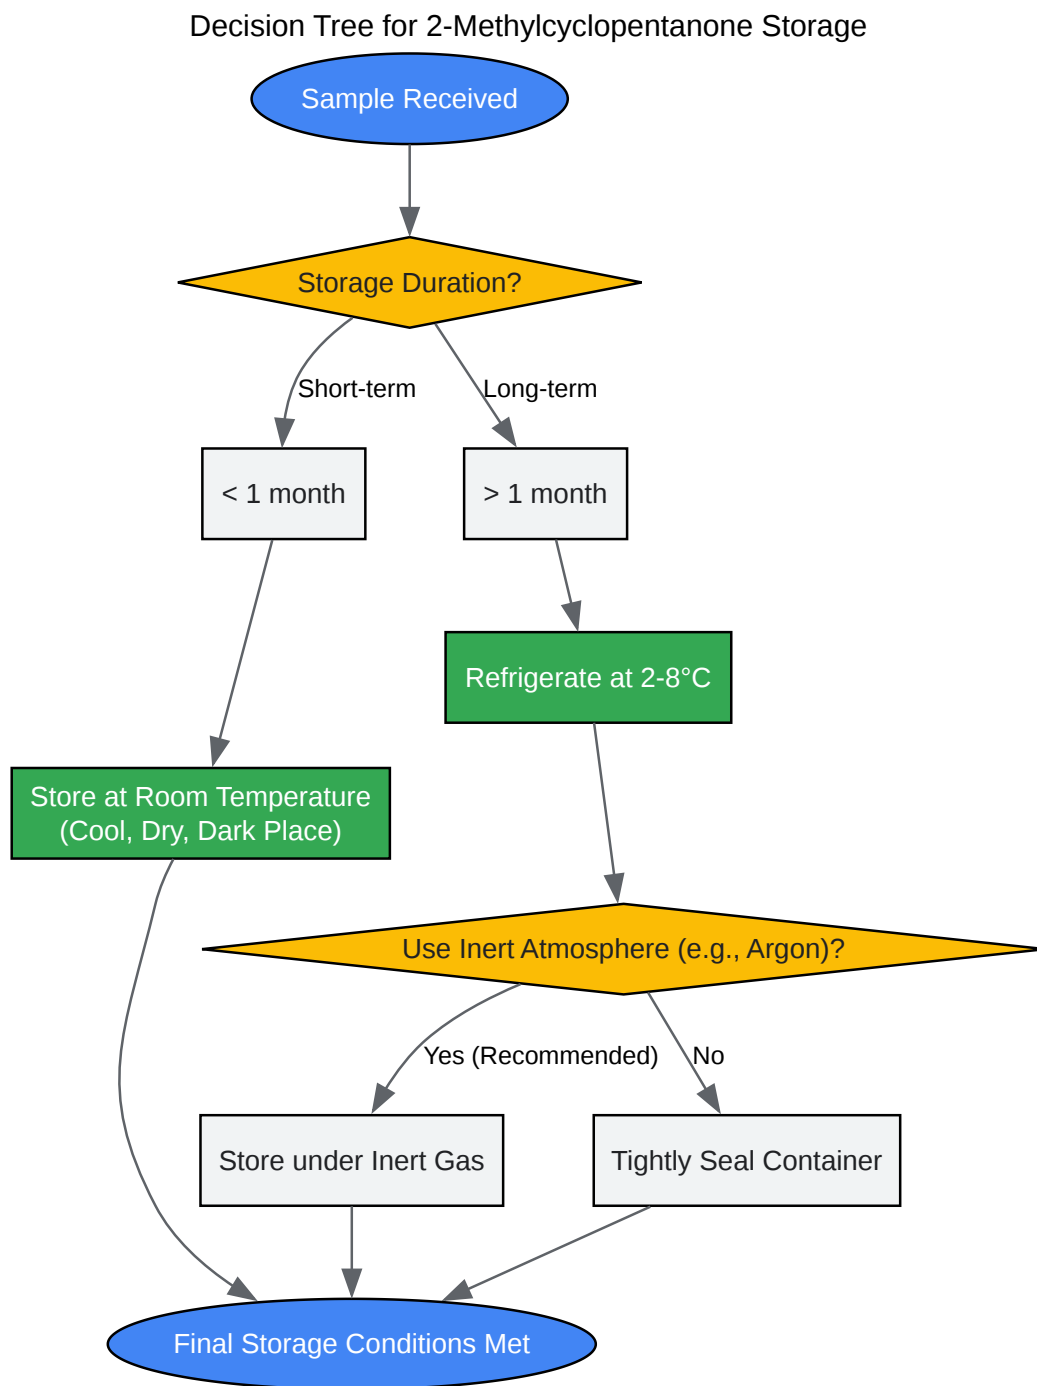 Decision Tree for 2-Methylcyclopentanone Storage
Sample Received
Storage Duration?
Short-term
Long-term
< 1 month
> 1 month
Refrigerate at 2-8°C
Store at Room Temperature
(Cool, Dry, Dark Place)
Use Inert Atmosphere (e.g., Argon)?
Yes (Recommended)
No
Store under Inert Gas
Tightly Seal Container
Final Storage Conditions Met